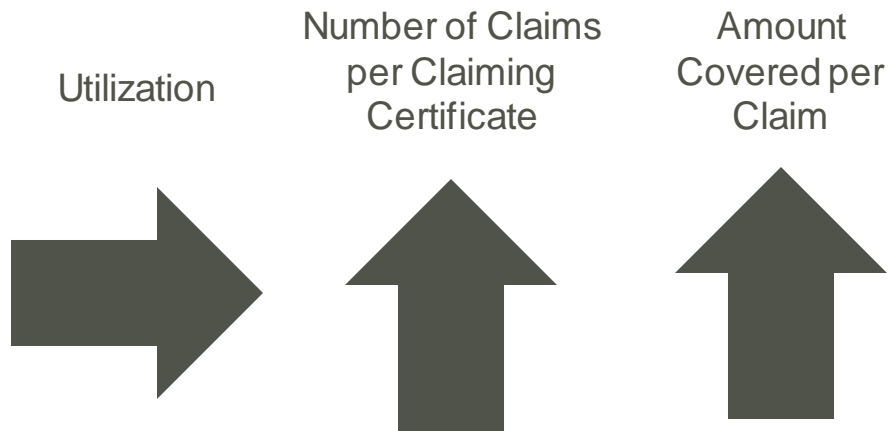 Utilization
Number of Claims
per Claiming
Certificate
Amount
Covered per
Claim